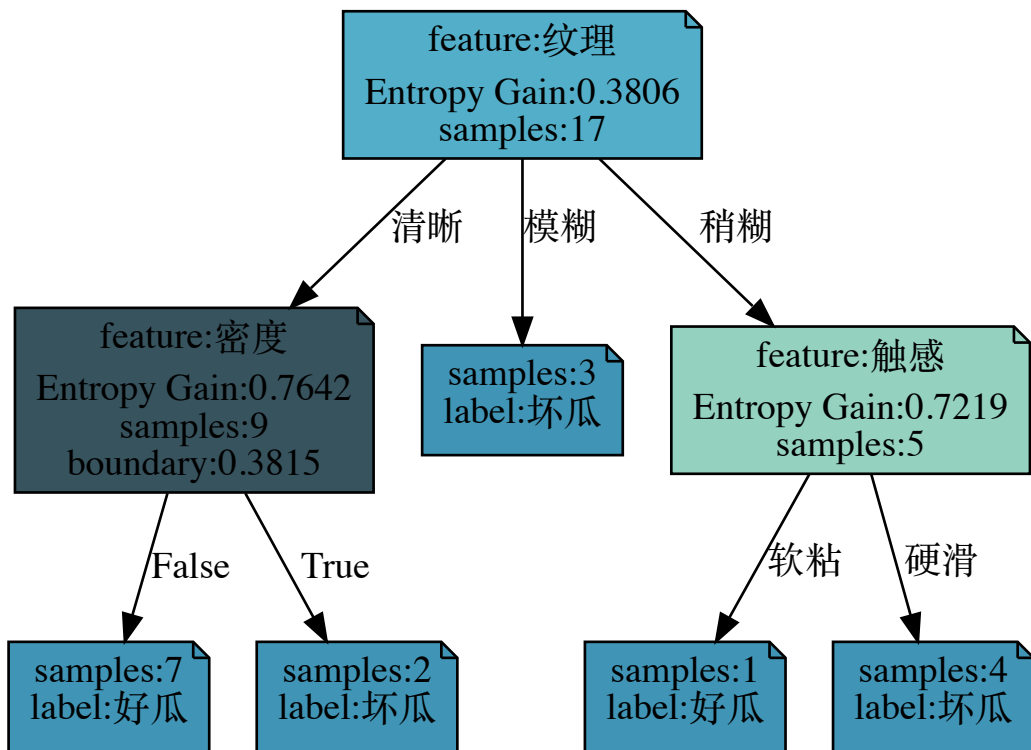 feature:纹理
Entropy Gain:0.3806
samples:17
清晰
模糊
稍糊
feature:密度
Entropy Gain:0.7642
samples:9
boundary:0.3815
samples:3
label:坏瓜
feature:触感
Entropy Gain:0.7219
samples:5
False
True
软粘
硬滑
samples:7
label:好瓜
samples:2
label:坏瓜
samples:1
label:好瓜
samples:4
label:坏瓜